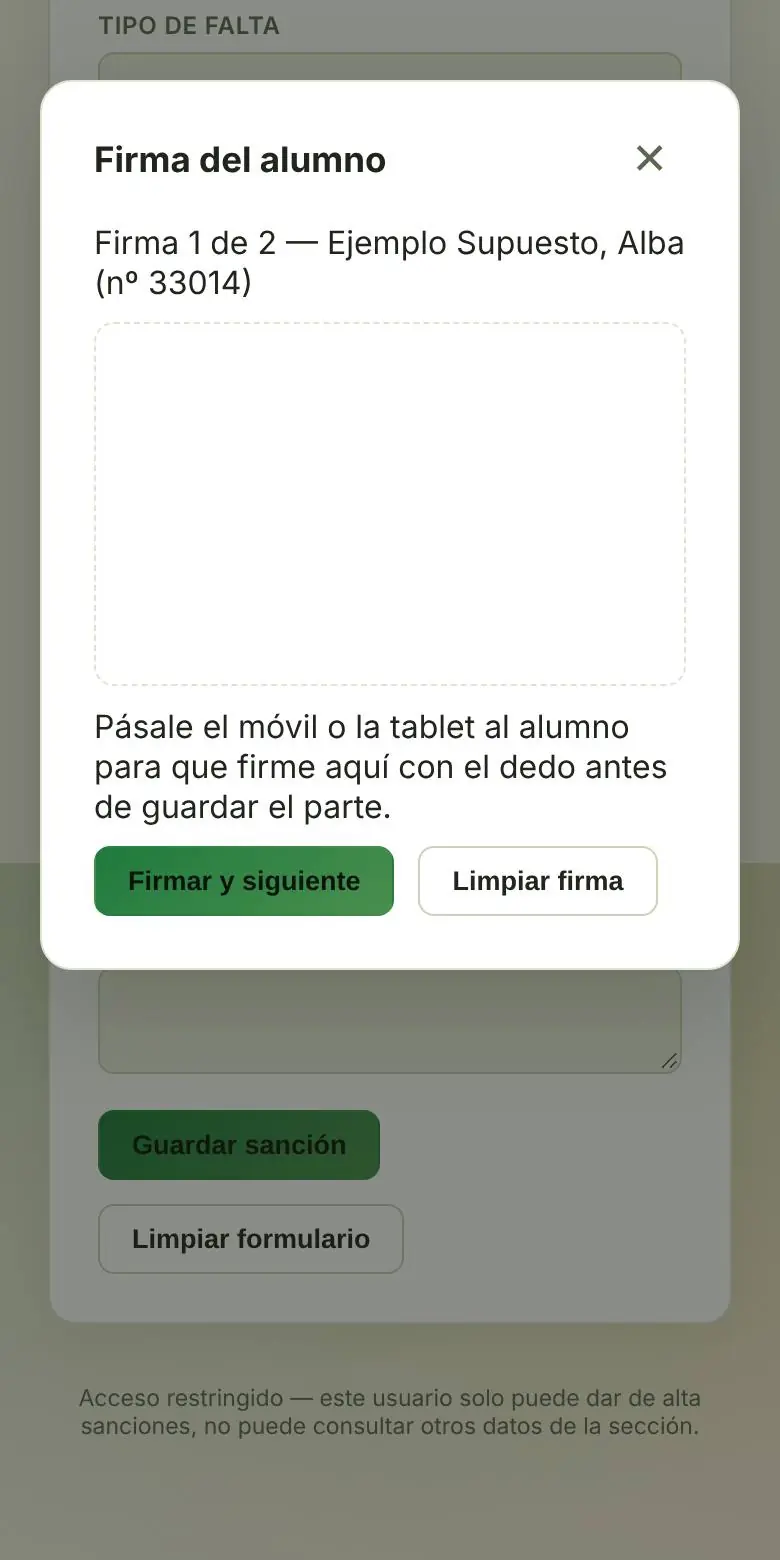 TIPO DE FALTA
Firma del alumno
Firma 1 de 2 — Ejemplo Supuesto, Alba
(nº 33014)
Pásale el móvil o la tablet al alumno
para que firme aquí con el dedo antes
de guardar el parte.
Firmar y siguiente
Limpiar firma
Guardar sanción
Limpiar formulario
Acceso restringido — este usuario solo puede dar de alta
sanciones, no puede consultar otros datos de la sección.